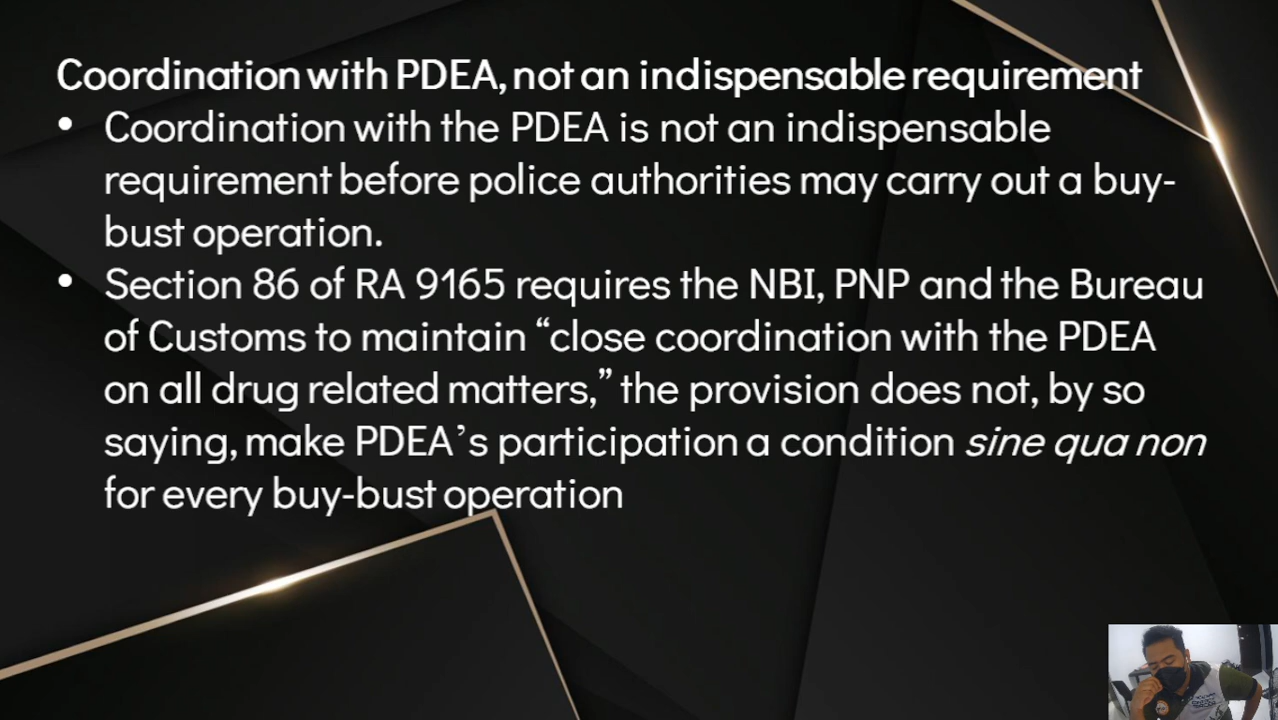 Coordination with PDEA, not an indispensable requirement
• Coordination with the PDEA is not an indispensable
requirement before police authorities may carry out a buy-
bust operation.
• Section 86 of RA 9165 requires the NBI, PNP and the Bureau
of Customs to maintain “close coordination with the PDEA
on all drug related matters,” the provision does not, by so
saying, make PDEA’s participation a condition sine qua non
for every buy-bust operation